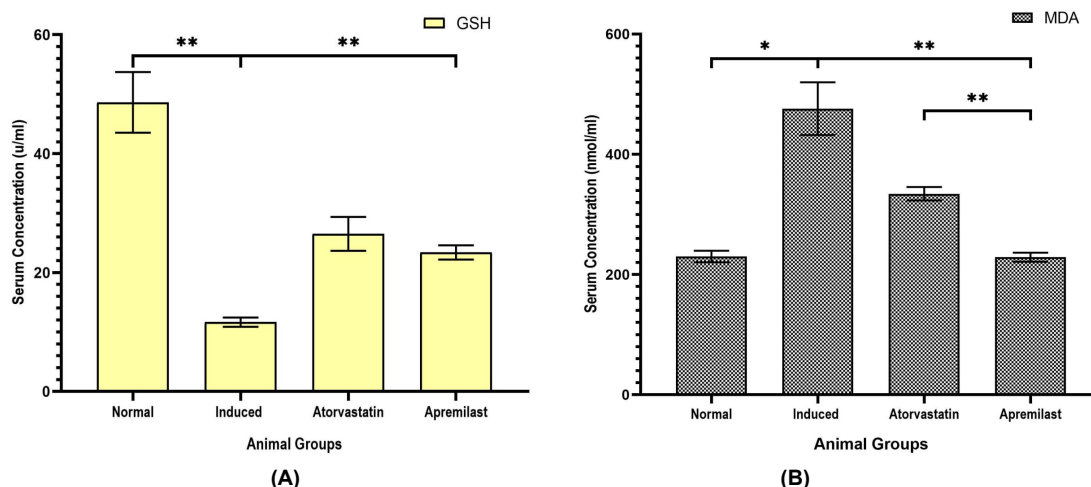 GSH
60
40
20
0
Serum Concentration (u/ml)
** **
Normal Induced Atorvastatin Apremilast
Animal Groups
(A)
MDA
600
400
200
0
Serum Concentration (nmol/ml)
* **
**
Normal Induced Atorvastatin Apremilast
Animal Groups
(B)